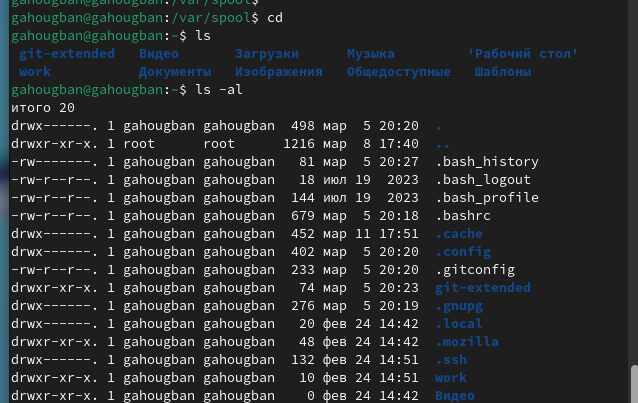 gahougban@gahougban:/var/spool$
gahougban@gahougban:/var/spool$ cd
gahougban@gahougban:~$ ls
git-extended Видео Загрузки Музыка 'Рабочий стол'
work Документы Изображения Общедоступные Шаблоны
gahougban@gahougban:~$ ls -al
итого 20
drwx------. 1 gahougban gahougban 498 мар 5 20:20 .
drwxr-xr-x. 1 root root 1216 мар 8 17:40 ..
-rw-------. 1 gahougban gahougban 81 мар 5 20:27 .bash_history
-rw-r--r--. 1 gahougban gahougban 18 июл 19 2023 .bash_logout
-rw-r--r--. 1 gahougban gahougban 144 июл 19 2023 .bash_profile
-rw-r--r--. 1 gahougban gahougban 679 мар 5 20:18 .bashrc
drwx------. 1 gahougban gahougban 452 мар 11 17:51 .cache
drwx------. 1 gahougban gahougban 402 мар 5 20:20 .config
-rw-r--r--. 1 gahougban gahougban 233 мар 5 20:20 .gitconfig
drwxr-xr-x. 1 gahougban gahougban 74 мар 5 20:23 git-extended
drwx------. 1 gahougban gahougban 276 мар 5 20:19 .gnupg
drwx------. 1 gahougban gahougban 20 фев 24 14:42 .local
drwxr-xr-x. 1 gahougban gahougban 48 фев 24 14:42 .mozilla
drwx------. 1 gahougban gahougban 132 фев 24 14:51 .ssh
drwxr-xr-x. 1 gahougban gahougban 10 фев 24 14:51 work
drwxr-xr-x. 1 gahougban gahougban 0 фев 24 14:42 Видео